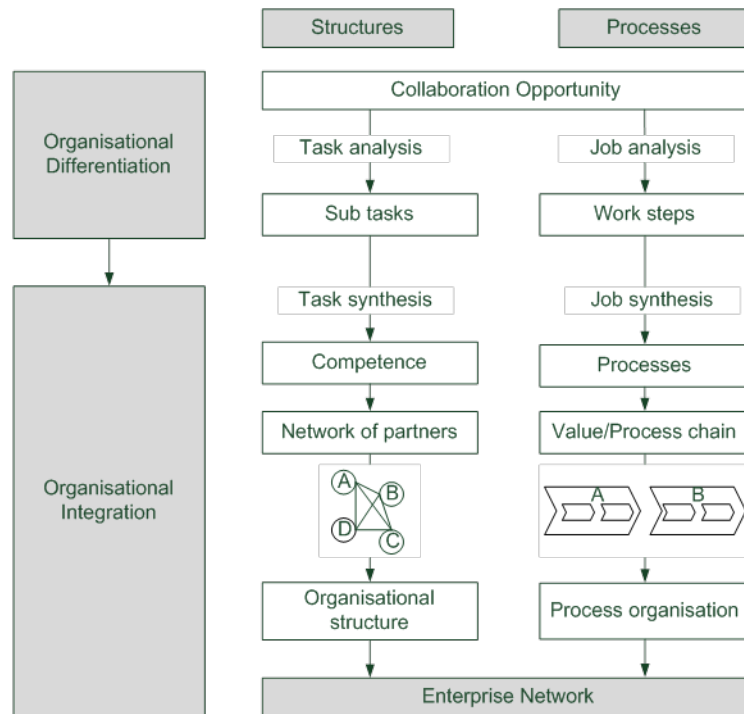 Structures
Processes
Organisational
Differentiation
Collaboration Opportunity
Task analysis
Job analysis
Sub tasks
Work steps
Organisational
Integration
Task synthesis
Job synthesis
Competence
Processes
Network of partners
Value/Process chain
A
B
D
C
A
B
Organisational
structure
Process organisation
Enterprise Network